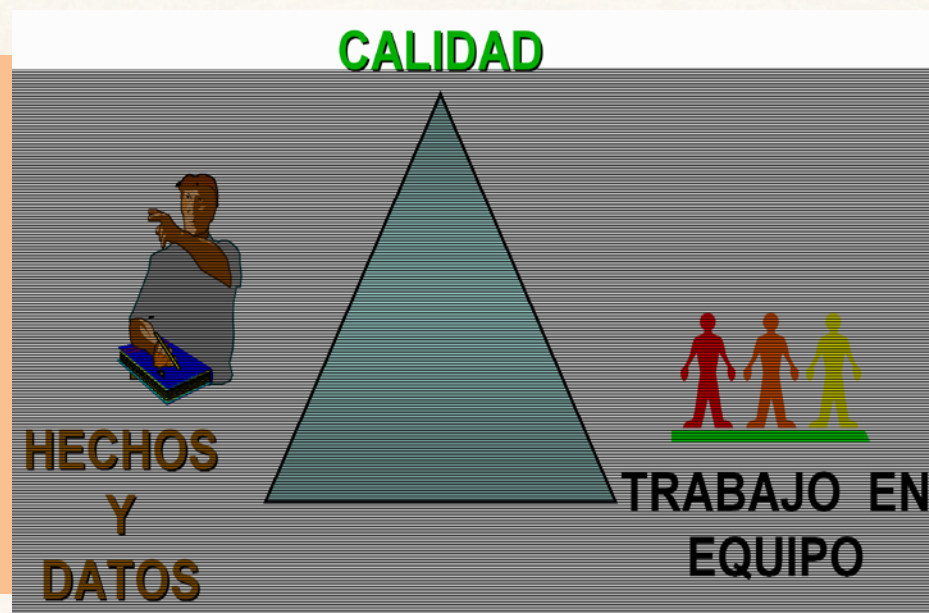 CALIDAD
HECHOS
Y
DATOS
TRABAJO EN
EQUIPO